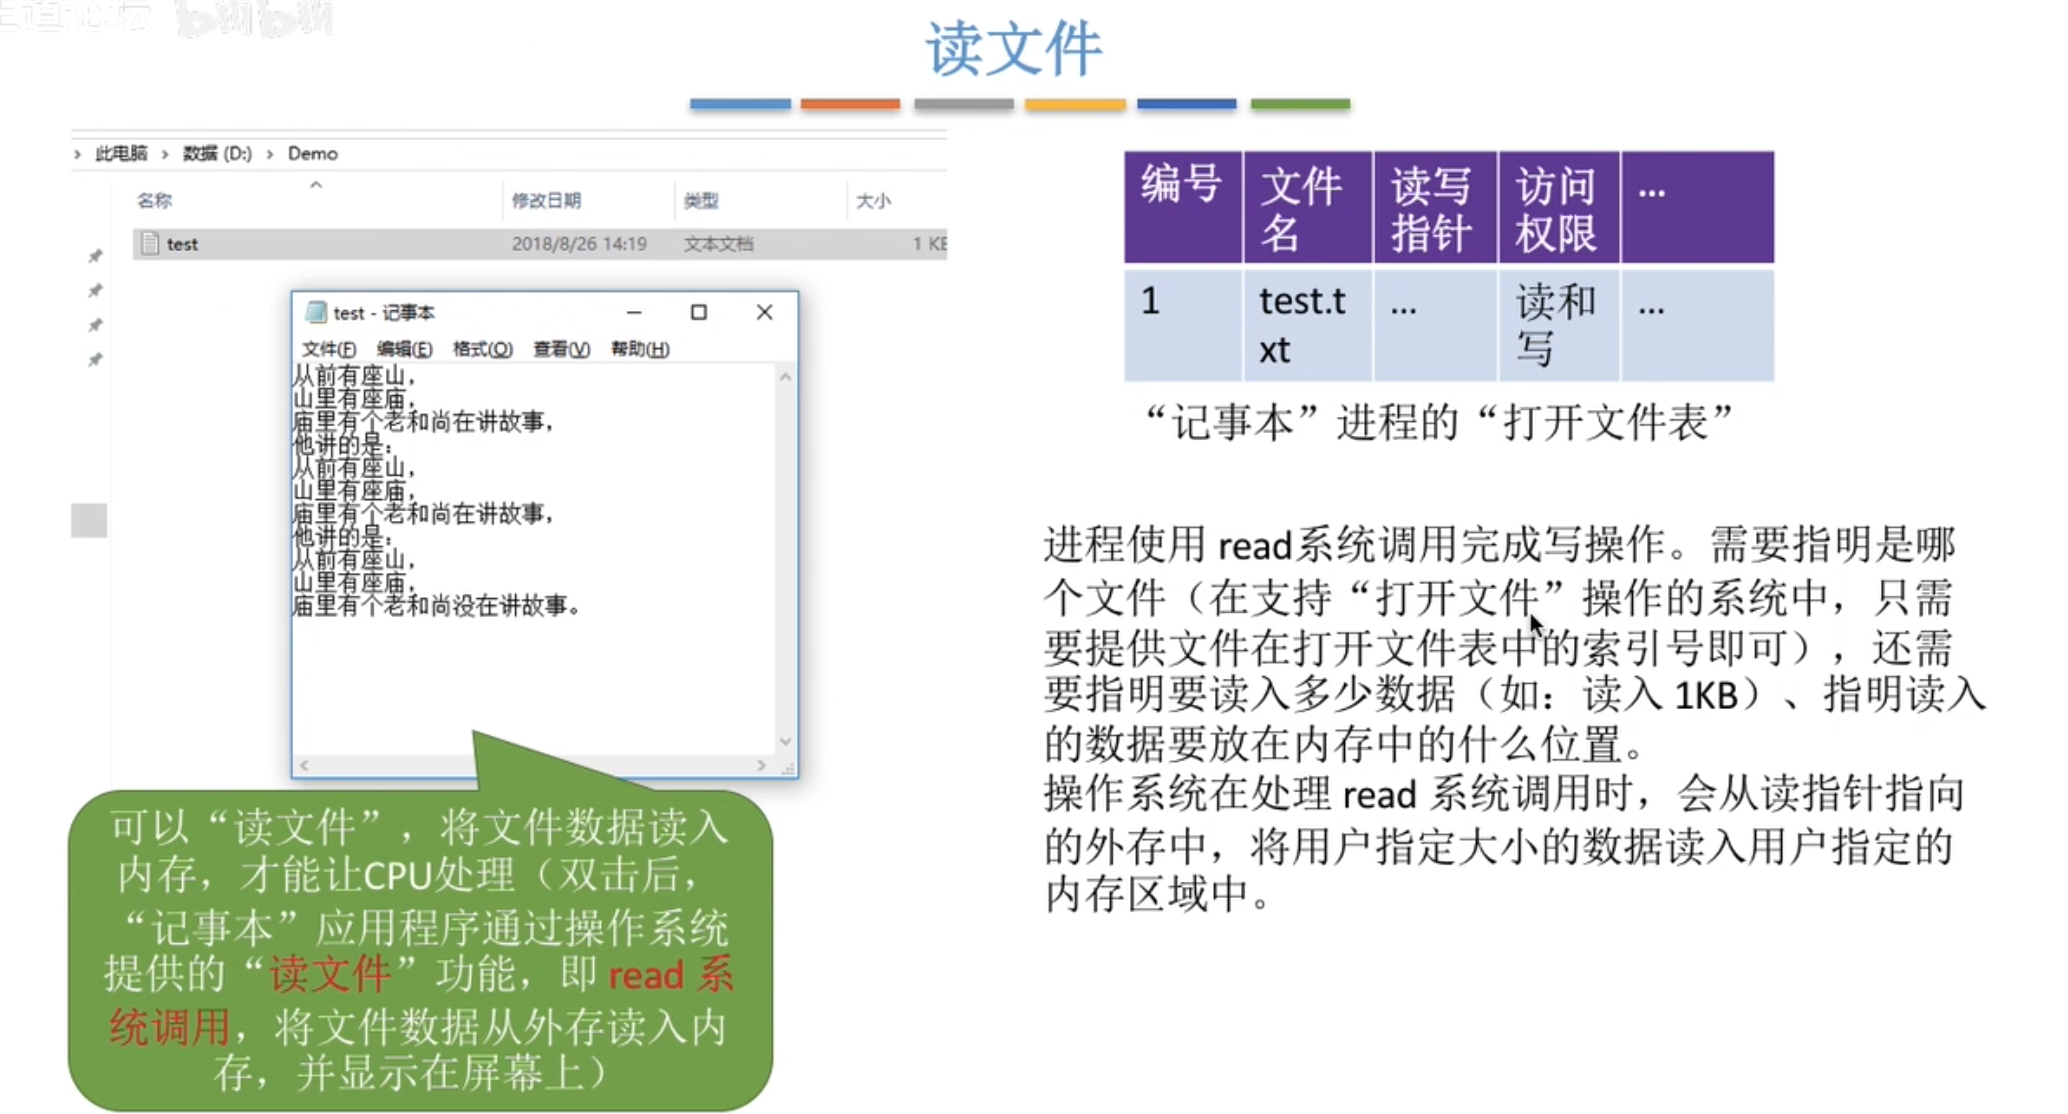 读文件
此电脑 > 数据 (D:) > Demo
名称 修改日期 类型 大小
test 2018/8/26 14:19 文本文档 1 KE
test - 记事本
文件(F) 编辑(E) 格式(O) 查看(V) 帮助(H)
从前有座山，
山里有座庙，
庙里有个老和尚在讲故事，
他讲的是：
从前有座山，
山里有座庙，
庙里有个老和尚在讲故事，
他讲的是：
从前有座山，
山里有座庙，
庙里有个老和尚没在讲故事。
可以“读文件”，将文件数据读入
内存，才能让CPU处理（双击后，
“记事本”应用程序通过操作系统
提供的“读文件”功能，即 read 系
统调用，将文件数据从外存读入内
存，并显示在屏幕上）
编号 文件 读写 访问 ...
名 指针 权限
1 test.t ... 读和 ...
xt 写
“记事本”进程的“打开文件表”
进程使用 read系统调用完成写操作。需要指明是哪
个文件（在支持“打开文件”操作的系统中，只需
要提供文件在打开文件表中的索引号即可），还需
要指明要读入多少数据（如：读入 1KB）、指明读入
的数据要放在内存中的什么位置。
操作系统在处理 read 系统调用时，会从读指针指向
的外存中，将用户指定大小的数据读入用户指定的
内存区域中。
bilibili